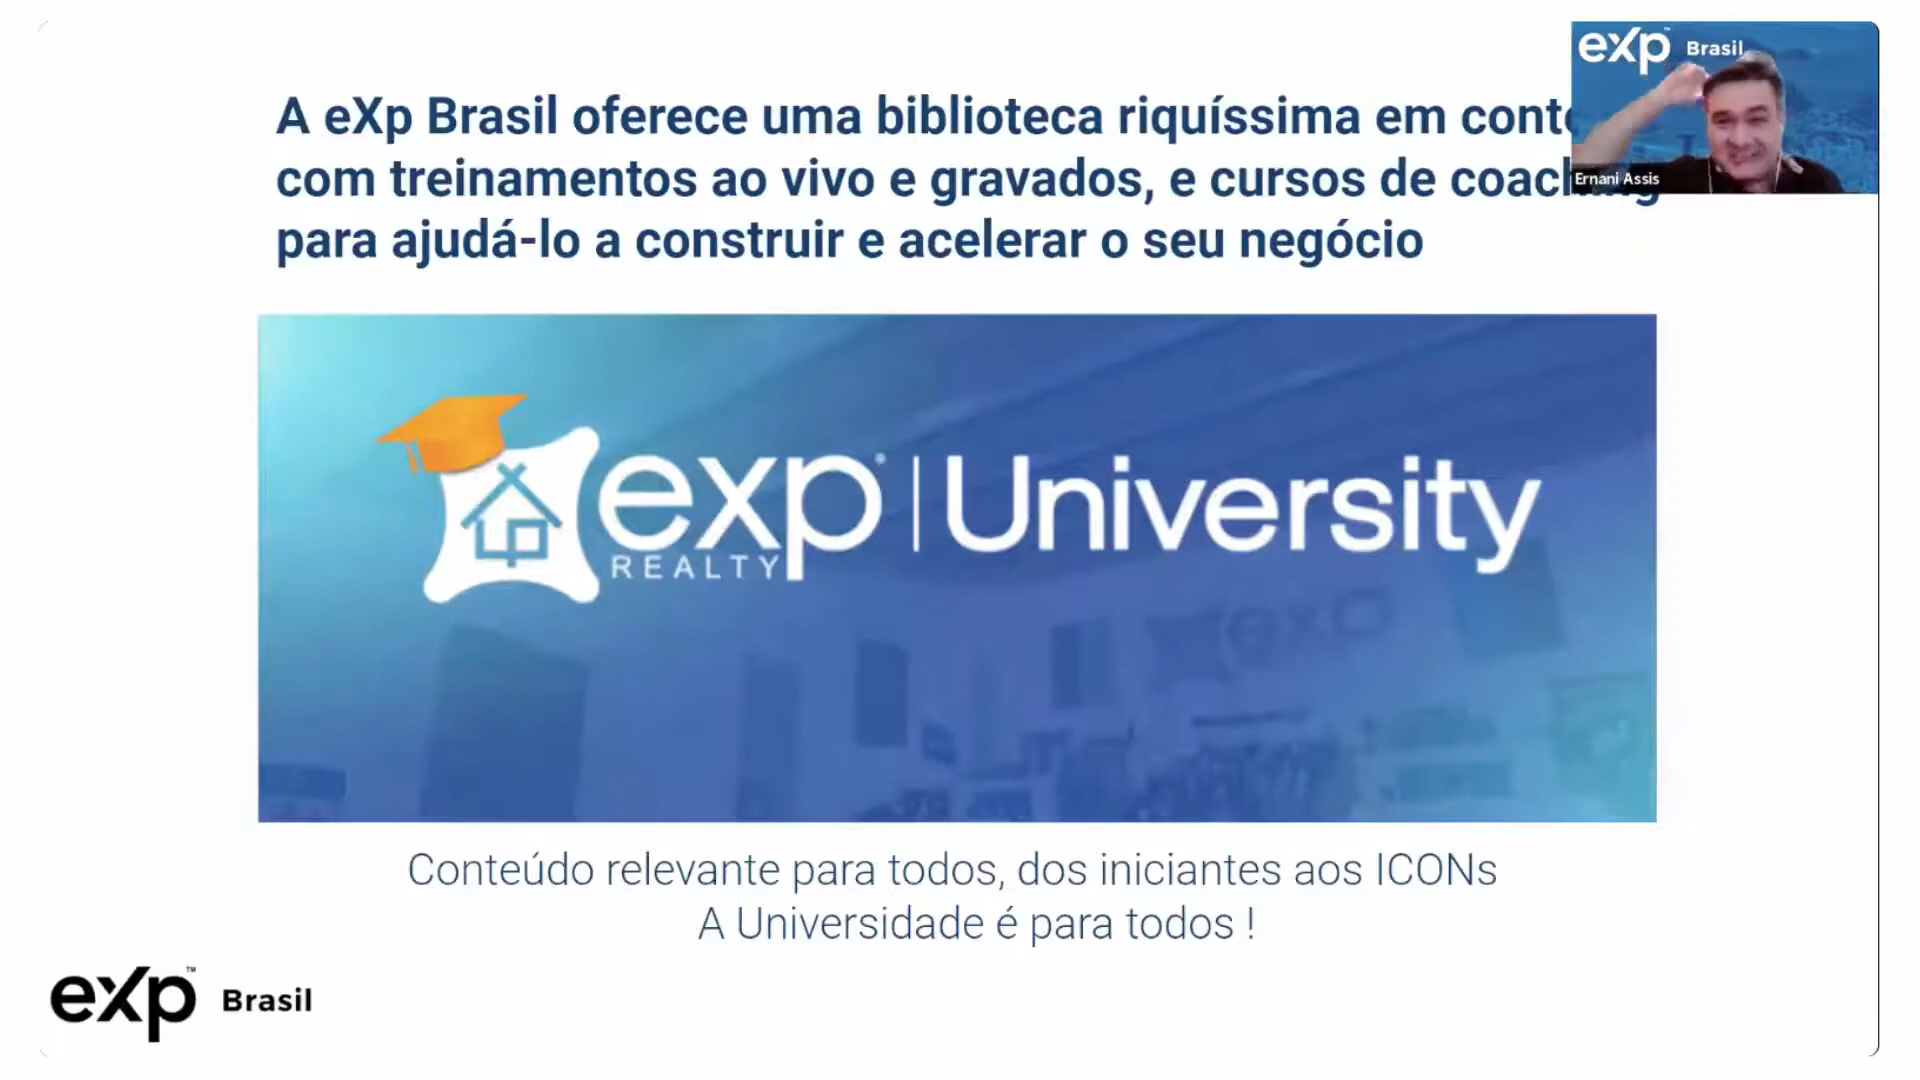 A eXp Brasil oferece uma biblioteca riquíssima em
com treinamentos ao vivo e gravados, e cursos de
para ajudá-lo a construir e acelerar o seu negócio
eXp Brasil
Ernani Assis
exp | University
REALTY
exp
Conteúdo relevante para todos, dos iniciantes aos ICONs
A Universidade é para todos !
eXp™ Brasil